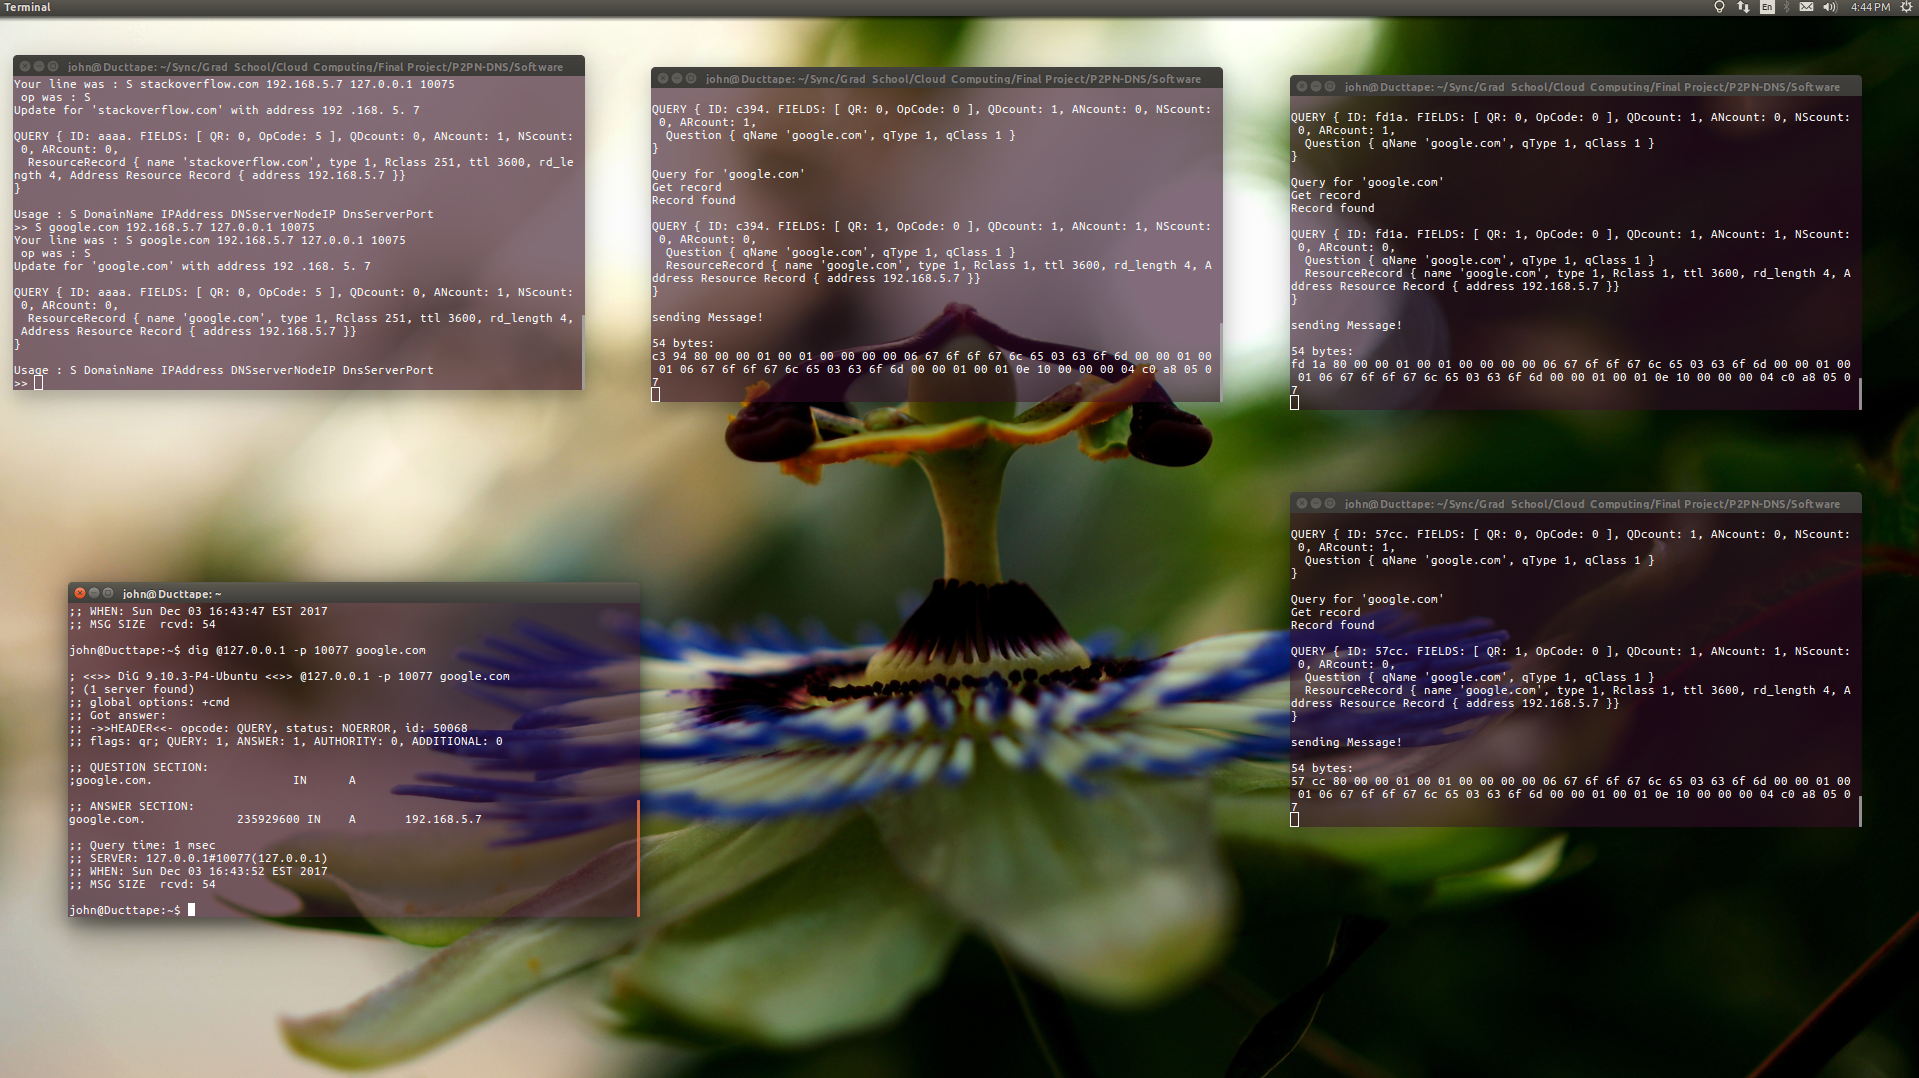 Terminal
En
4:44 PM
john@Ducttape: ~/Sync/Grad School/Cloud Computing/Final Project/P2PN-DNS/Software
Your line was : S stackoverflow.com 192.168.5.7 127.0.0.1 10075
op was : S
Update for 'stackoverflow.com' with address 192 .168. 5. 7
QUERY { ID: aaaa. FIELDS: [ QR: 0, OpCode: 5 ], QDcount: 0, ANcount: 1, NScount:
0, ARcount: 0,
ResourceRecord { name 'stackoverflow.com', type 1, Rclass 251, ttl 3600, rd_le
ngth 4, Address Resource Record { address 192.168.5.7 }}
}
Usage : S DomainName IPAddress DNSserverNodeIP DnsServerPort
>> S google.com 192.168.5.7 127.0.0.1 10075
Your line was : S google.com 192.168.5.7 127.0.0.1 10075
op was : S
Update for 'google.com' with address 192 .168. 5. 7
QUERY { ID: aaaa. FIELDS: [ QR: 0, OpCode: 5 ], QDcount: 0, ANcount: 1, NScount:
0, ARcount: 0,
ResourceRecord { name 'google.com', type 1, Rclass 251, ttl 3600, rd_length 4,
Address Resource Record { address 192.168.5.7 }}
}
Usage : S DomainName IPAddress DNSserverNodeIP DnsServerPort
>>
john@Ducttape: ~/Sync/Grad School/Cloud Computing/Final Project/P2PN-DNS/Software
QUERY { ID: c394. FIELDS: [ QR: 0, OpCode: 0 ], QDcount: 1, ANcount: 0, NScount:
0, ARcount: 1,
Question { qName 'google.com', qType 1, qClass 1 }
}
Query for 'google.com'
Get record
Record found
QUERY { ID: c394. FIELDS: [ QR: 1, OpCode: 0 ], QDcount: 1, ANcount: 1, NScount:
0, ARcount: 0,
Question { qName 'google.com', qType 1, qClass 1 }
ResourceRecord { name 'google.com', type 1, Rclass 1, ttl 3600, rd_length 4, A
ddress Resource Record { address 192.168.5.7 }}
}
sending Message!
54 bytes:
c3 94 80 00 00 01 00 01 00 00 00 00 06 67 6f 6f 67 6c 65 03 63 6f 6d 00 00 01 00
01 06 67 6f 6f 67 6c 65 03 63 6f 6d 00 00 01 00 01 0e 10 00 00 00 04 c0 a8 05 0
7
john@Ducttape: ~/Sync/Grad School/Cloud Computing/Final Project/P2PN-DNS/Software
QUERY { ID: fd1a. FIELDS: [ QR: 0, OpCode: 0 ], QDcount: 1, ANcount: 0, NScount:
0, ARcount: 1,
Question { qName 'google.com', qType 1, qClass 1 }
}
Query for 'google.com'
Get record
Record found
QUERY { ID: fd1a. FIELDS: [ QR: 1, OpCode: 0 ], QDcount: 1, ANcount: 1, NScount:
0, ARcount: 0,
Question { qName 'google.com', qType 1, qClass 1 }
ResourceRecord { name 'google.com', type 1, Rclass 1, ttl 3600, rd_length 4, A
ddress Resource Record { address 192.168.5.7 }}
}
sending Message!
54 bytes:
fd 1a 80 00 00 01 00 01 00 00 00 00 06 67 6f 6f 67 6c 65 03 63 6f 6d 00 00 01 00
01 06 67 6f 6f 67 6c 65 03 63 6f 6d 00 00 01 00 01 0e 10 00 00 00 04 c0 a8 05 0
7
john@Ducttape: ~/Sync/Grad School/Cloud Computing/Final Project/P2PN-DNS/Software
QUERY { ID: 57cc. FIELDS: [ QR: 0, OpCode: 0 ], QDcount: 1, ANcount: 0, NScount:
0, ARcount: 1,
Question { qName 'google.com', qType 1, qClass 1 }
}
Query for 'google.com'
Get record
Record found
QUERY { ID: 57cc. FIELDS: [ QR: 1, OpCode: 0 ], QDcount: 1, ANcount: 1, NScount:
0, ARcount: 0,
Question { qName 'google.com', qType 1, qClass 1 }
ResourceRecord { name 'google.com', type 1, Rclass 1, ttl 3600, rd_length 4, A
ddress Resource Record { address 192.168.5.7 }}
}
sending Message!
54 bytes:
57 cc 80 00 00 01 00 01 00 00 00 00 06 67 6f 6f 67 6c 65 03 63 6f 6d 00 00 01 00
01 06 67 6f 6f 67 6c 65 03 63 6f 6d 00 00 01 00 01 0e 10 00 00 00 04 c0 a8 05 0
7
john@Ducttape: ~
;; WHEN: Sun Dec 03 16:43:47 EST 2017
;; MSG SIZE rcvd: 54
john@Ducttape:~$ dig @127.0.0.1 -p 10077 google.com
; <<>> DiG 9.10.3-P4-Ubuntu <<>> @127.0.0.1 -p 10077 google.com
; (1 server found)
;; global options: +cmd
;; Got answer:
;; ->>HEADER<<- opcode: QUERY, status: NOERROR, id: 50068
;; flags: qr; QUERY: 1, ANSWER: 1, AUTHORITY: 0, ADDITIONAL: 0
;; QUESTION SECTION:
;google.com. IN A
;; ANSWER SECTION:
google.com. 235929600 IN A 192.168.5.7
;; Query time: 1 msec
;; SERVER: 127.0.0.1#10077(127.0.0.1)
;; WHEN: Sun Dec 03 16:43:52 EST 2017
;; MSG SIZE rcvd: 54
john@Ducttape:~$